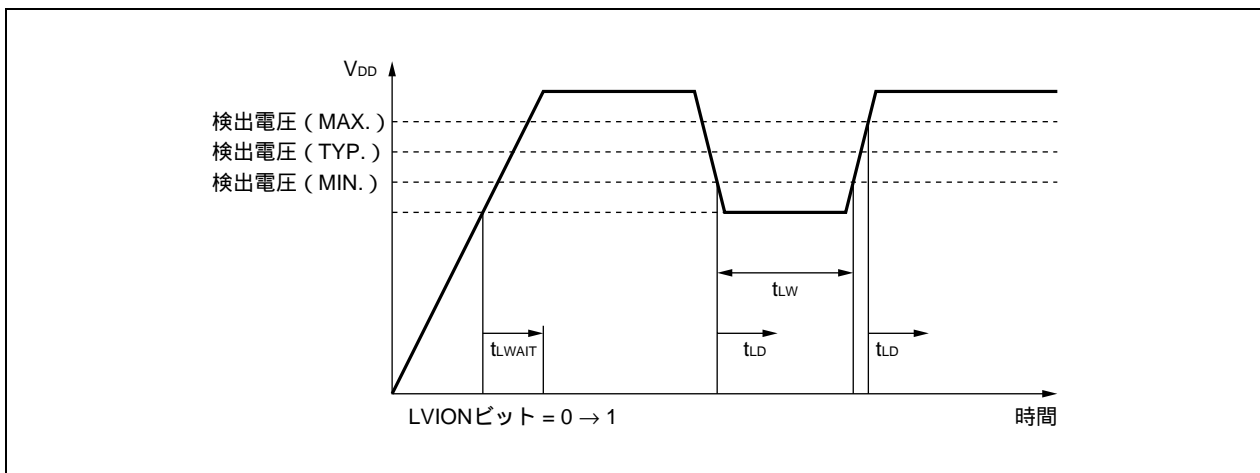 VDD
検出電圧（MAX.）
検出電圧（TYP.）
検出電圧（MIN.）
tLW
tLWAIT
tLD
tLD
LVIONビット = 0 → 1
時間